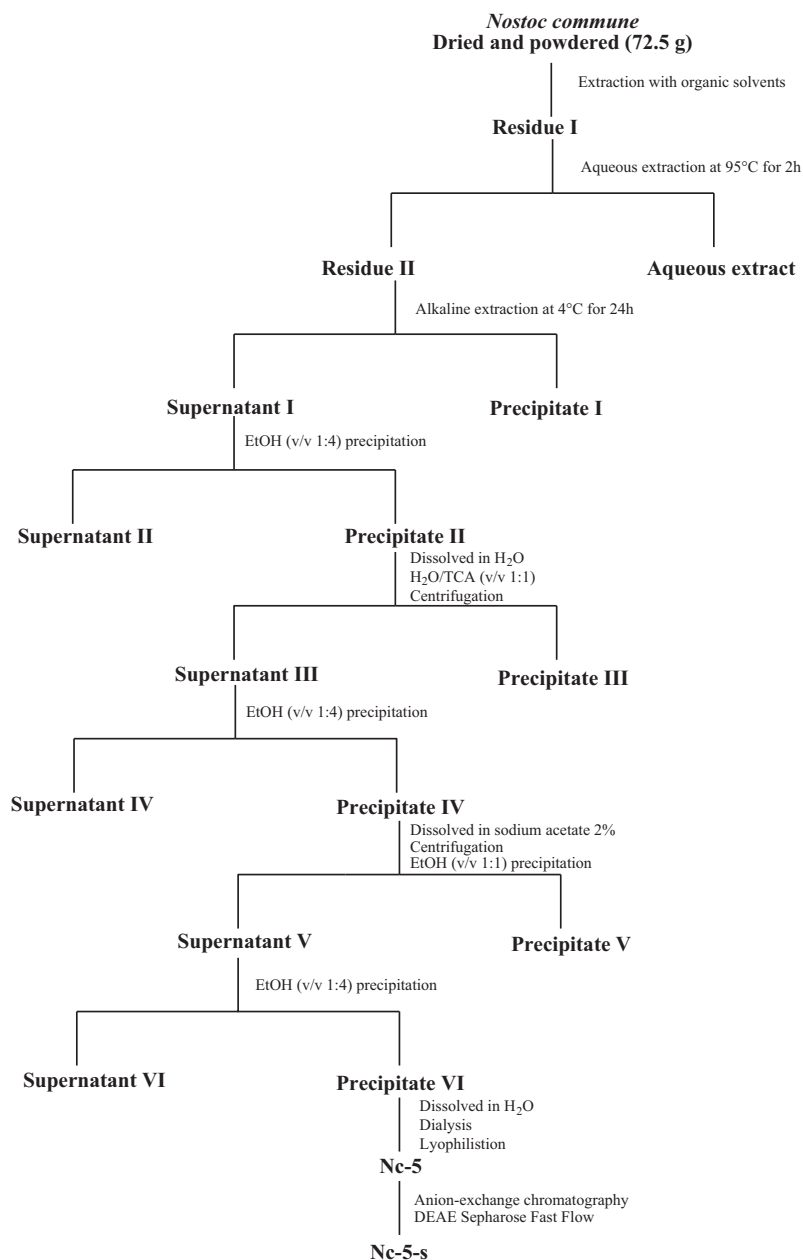 Nostoc commune
Dried and powdered (72.5 g)
Extraction with organic solvents
Residue I
Aqueous extraction at 95°C for 2h
Residue II
Aqueous extract
Alkaline extraction at 4°C for 24h
Supernatant I
Precipitate I
EtOH (v/v 1:4) precipitation
Supernatant II
Precipitate II
Dissolved in H₂O
H₂O/TCA (v/v 1:1)
Centrifugation
Supernatant III
Precipitate III
EtOH (v/v 1:4) precipitation
Supernatant IV
Precipitate IV
Dissolved in sodium acetate 2%
Centrifugation
EtOH (v/v 1:1) precipitation
Supernatant V
Precipitate V
EtOH (v/v 1:4) precipitation
Supernatant VI
Precipitate VI
Dissolved in H₂O
Dialysis
Lyophilistion
Nc-5
Anion-exchange chromatography
DEAE Sepharose Fast Flow
Nc-5-s